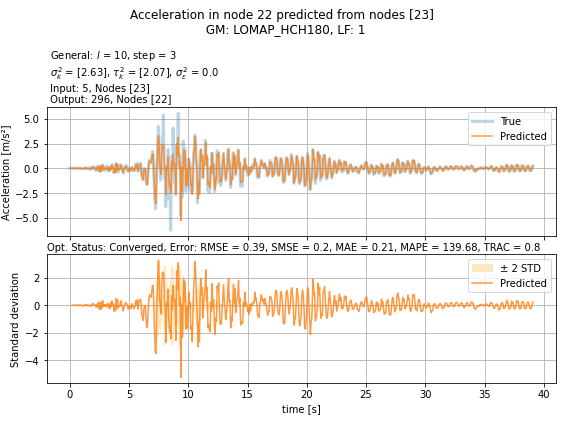 Acceleration in node 22 predicted from nodes [23]
GM: LOMAP_HCH180, LF: 1
General: l = 10, step = 3
σ²ₖ = [2.63], τ²ₖ = [2.07], σ²ε = 0.0
Input: 5, Nodes [23]
Output: 296, Nodes [22]
Acceleration [m/s²]
5.0
2.5
0.0
−2.5
−5.0
True
Predicted
Opt. Status: Converged, Error: RMSE = 0.39, SMSE = 0.2, MAE = 0.21, MAPE = 139.68, TRAC = 0.8
Standard deviation
2
0
−2
−4
± 2 STD
Predicted
0 5 10 15 20 25 30 35 40
time [s]